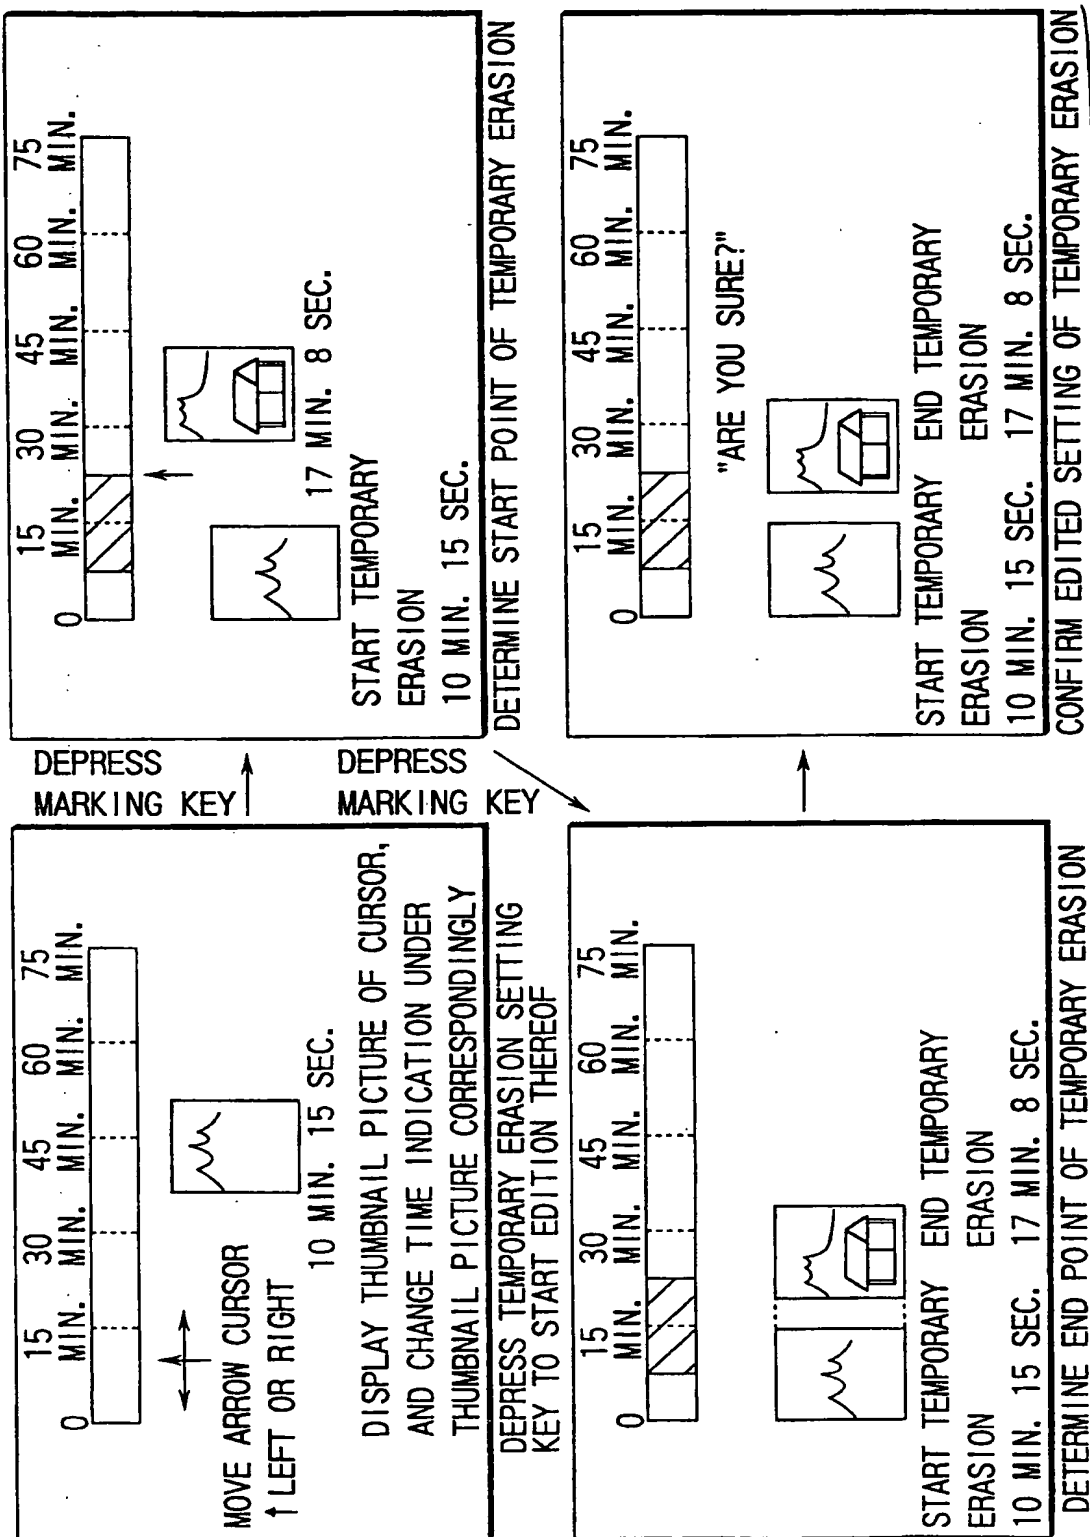 0
15 MIN.
30 MIN.
45 MIN.
60 MIN.
75 MIN.
MOVE ARROW CURSOR
↑ LEFT OR RIGHT
10 MIN. 15 SEC.
DISPLAY THUMBNAIL PICTURE OF CURSOR,
AND CHANGE TIME INDICATION UNDER
THUMBNAIL PICTURE CORRESPONDINGLY
DEPRESS TEMPORARY ERASION SETTING
KEY TO START EDITION THEREOF
DEPRESS
MARKING KEY
0
15 MIN.
30 MIN.
45 MIN.
60 MIN.
75 MIN.
17 MIN. 8 SEC.
START TEMPORARY
ERASION
10 MIN. 15 SEC.
DETERMINE START POINT OF TEMPORARY ERASION
DEPRESS
MARKING KEY
0
15 MIN.
30 MIN.
45 MIN.
60 MIN.
75 MIN.
START TEMPORARY END TEMPORARY
ERASION ERASION
10 MIN. 15 SEC. 17 MIN. 8 SEC.
DETERMINE END POINT OF TEMPORARY ERASION
0
15 MIN.
30 MIN.
45 MIN.
60 MIN.
75 MIN.
"ARE YOU SURE?"
START TEMPORARY END TEMPORARY
ERASION ERASION
10 MIN. 15 SEC. 17 MIN. 8 SEC.
CONFIRM EDITED SETTING OF TEMPORARY ERASION